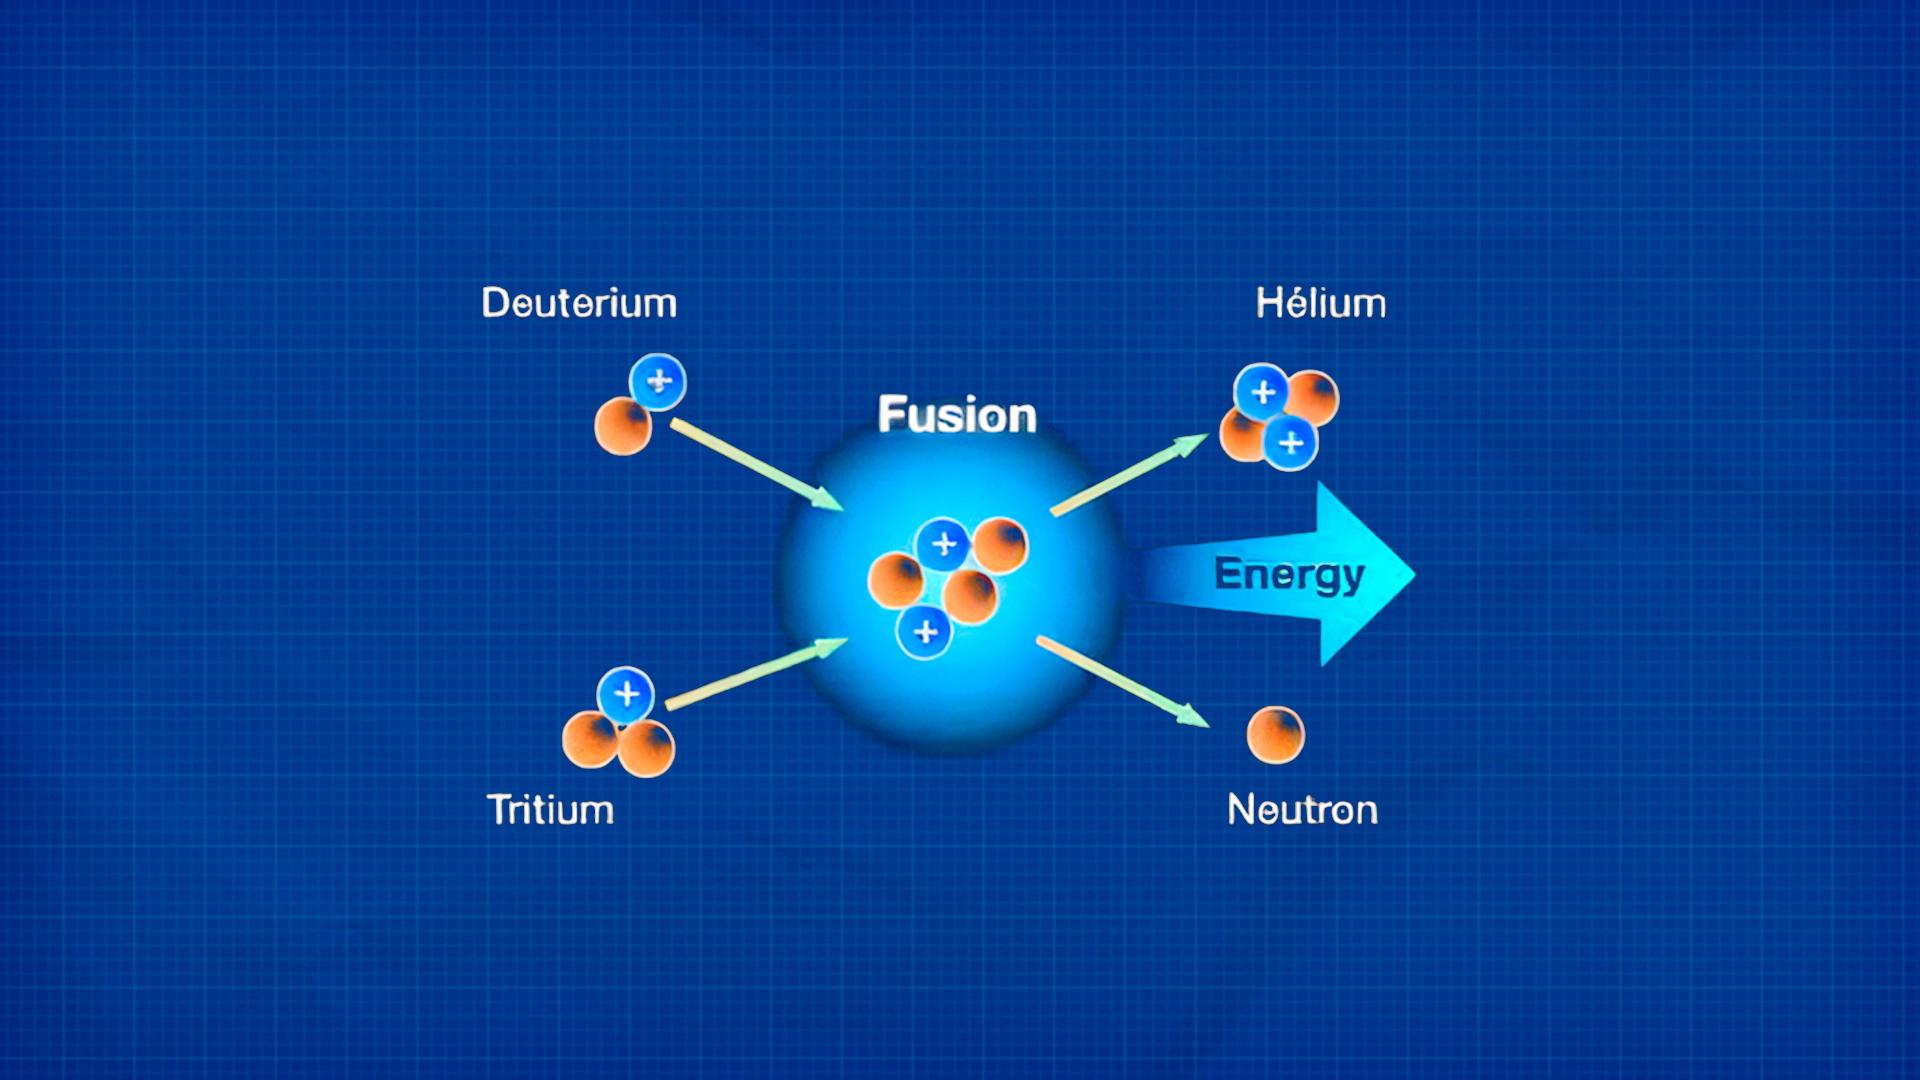 Deuterium
Hélium
Fusion
+
+
+
+
+
Energy
+
Tritium
Neutron